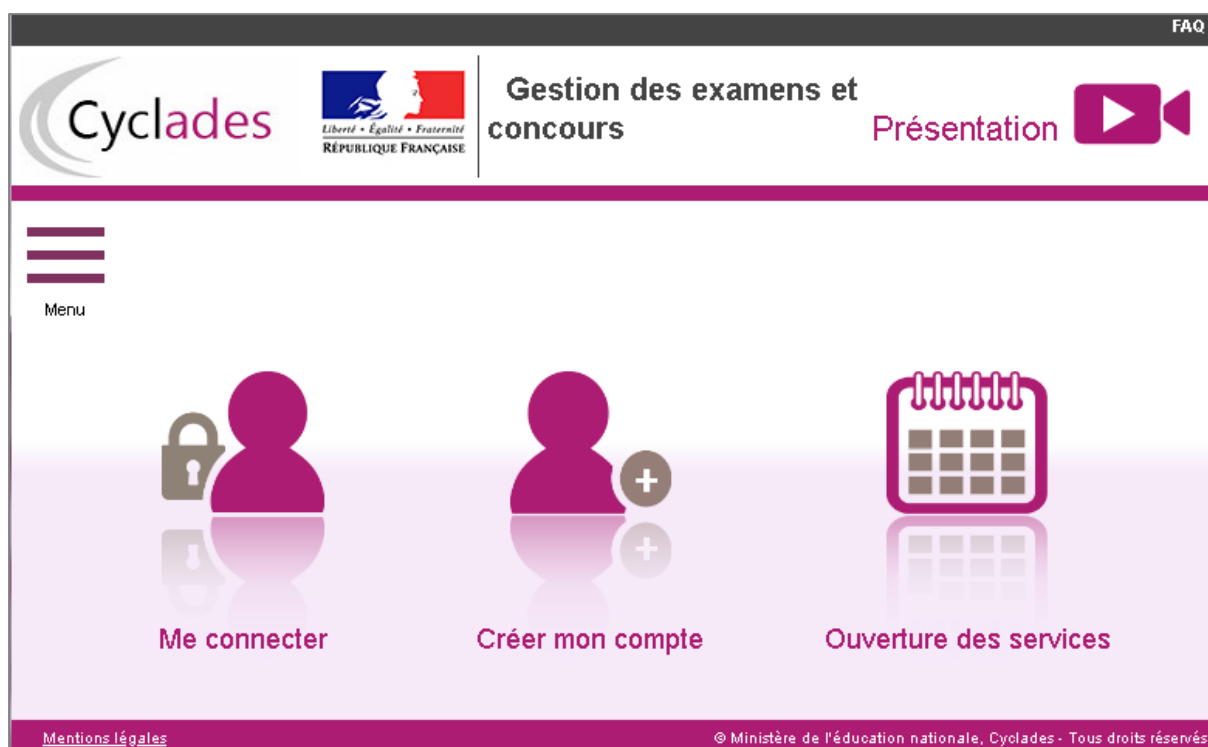 FAQ
Cyclades
Liberté • Égalité • Fraternité
RÉPUBLIQUE FRANÇAISE
Gestion des examens et
concours
Présentation
Menu
Me connecter
Créer mon compte
Ouverture des services
Mentions légales
© Ministère de l'éducation nationale, Cyclades - Tous droits réservés